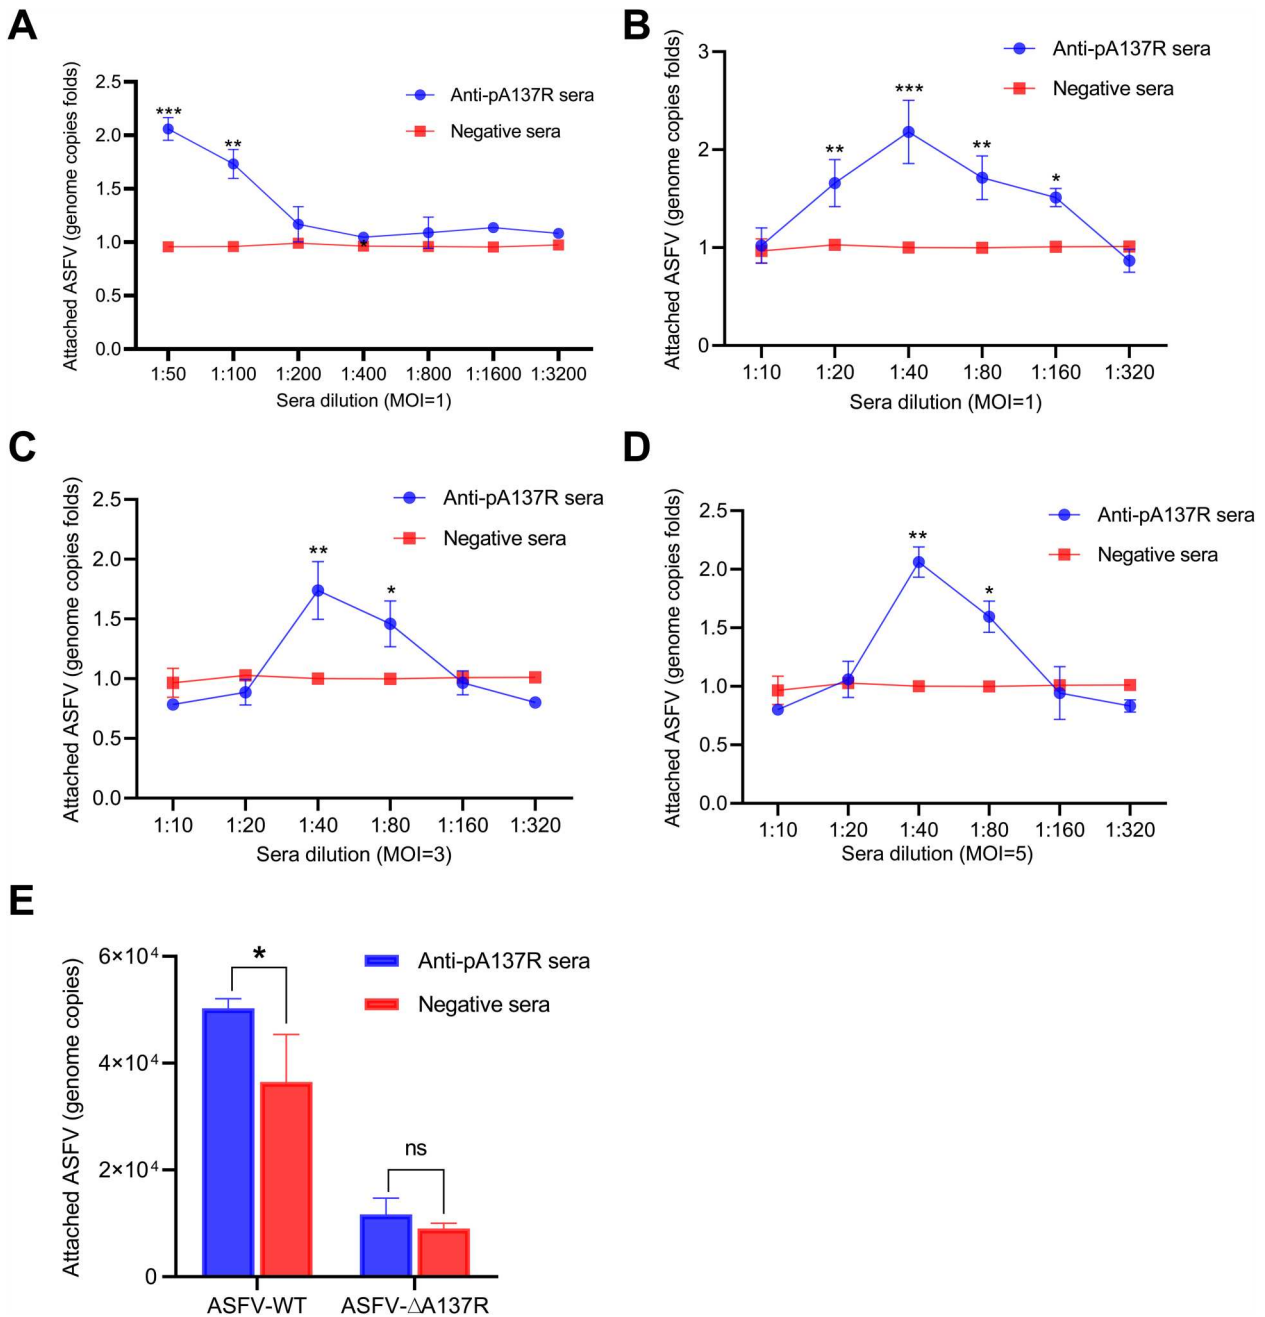 A
Attached ASFV (genome copies folds)
2.5
2.0
1.5
1.0
0.5
0.0
***
**
*
Anti-pA137R sera
Negative sera
1:50 1:100 1:200 1:400 1:800 1:1600 1:3200
Sera dilution (MOI=1)
B
Attached ASFV (genome copies folds)
3
2
1
0
**
***
**
*
Anti-pA137R sera
Negative sera
1:10 1:20 1:40 1:80 1:160 1:320
Sera dilution (MOI=1)
C
Attached ASFV (genome copies folds)
2.5
2.0
1.5
1.0
0.5
0.0
**
*
Anti-pA137R sera
Negative sera
1:10 1:20 1:40 1:80 1:160 1:320
Sera dilution (MOI=3)
D
Attached ASFV (genome copies folds)
2.5
2.0
1.5
1.0
0.5
0.0
**
*
Anti-pA137R sera
Negative sera
1:10 1:20 1:40 1:80 1:160 1:320
Sera dilution (MOI=5)
E
Attached ASFV (genome copies)
6×10⁴
4×10⁴
2×10⁴
0
*
ns
Anti-pA137R sera
Negative sera
ASFV-WT ASFV-ΔA137R